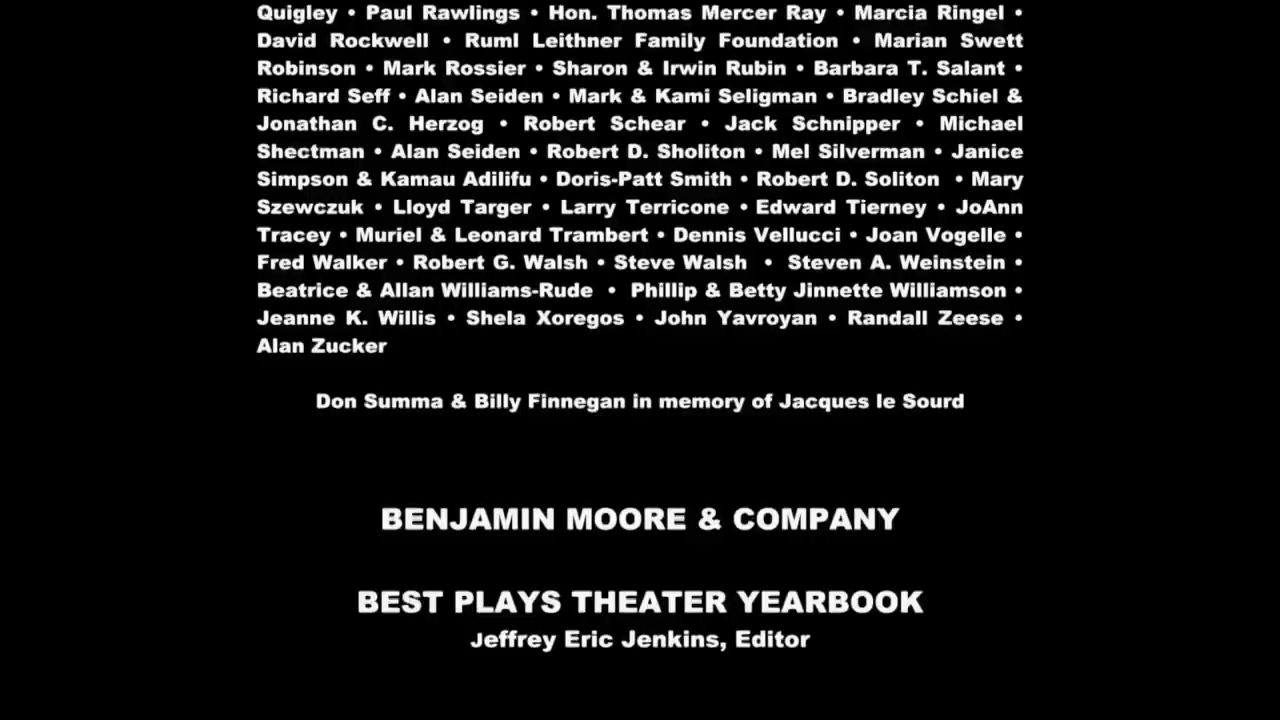 Quigley • Paul Rawlings • Hon. Thomas Mercer Ray • Marcia Ringel •
David Rockwell • Ruml Leithner Family Foundation • Marian Swett
Robinson • Mark Rossier • Sharon & Irwin Rubin • Barbara T. Salant •
Richard Seff • Alan Seiden • Mark & Kami Seligman • Bradley Schiel &
Jonathan C. Herzog • Robert Schear • Jack Schnipper • Michael
Shectman • Alan Seiden • Robert D. Sholiton • Mel Silverman • Janice
Simpson & Kamau Adilifu • Doris-Patt Smith • Robert D. Soliton • Mary
Szewczuk • Lloyd Targer • Larry Terricone • Edward Tierney • JoAnn
Tracey • Muriel & Leonard Trambert • Dennis Vellucci • Joan Vogelle •
Fred Walker • Robert G. Walsh • Steve Walsh • Steven A. Weinstein •
Beatrice & Allan Williams-Rude • Phillip & Betty Jinnette Williamson •
Jeanne K. Willis • Shela Xoregos • John Yavroyan • Randall Zeese •
Alan Zucker
Don Summa & Billy Finnegan in memory of Jacques le Sourd
BENJAMIN MOORE & COMPANY
BEST PLAYS THEATER YEARBOOK
Jeffrey Eric Jenkins, Editor